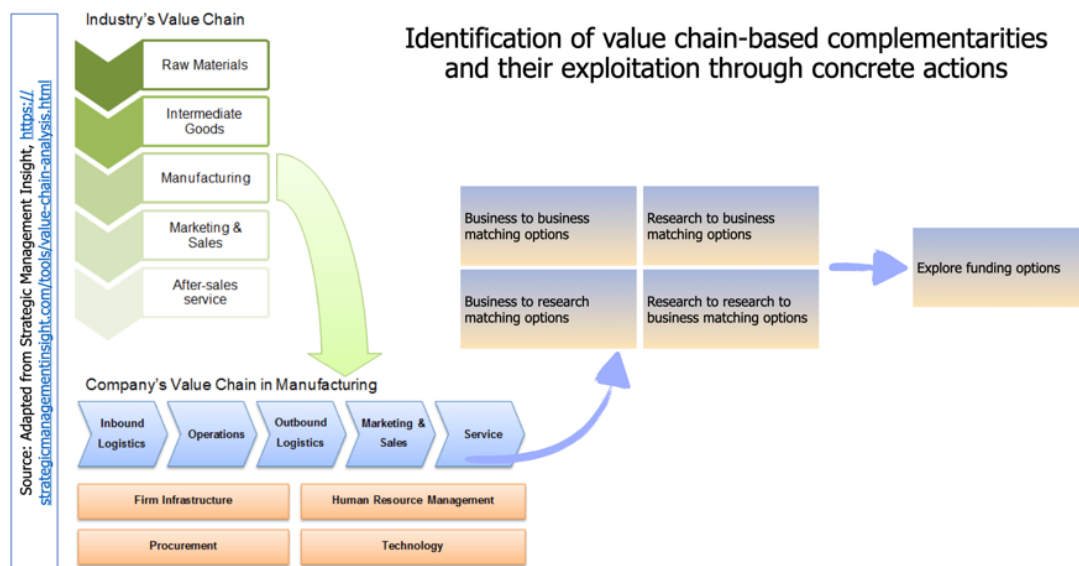 Industry's Value Chain
Raw Materials
Intermediate
Goods
Manufacturing
Marketing &
Sales
After-sales
service
Source: Adapted from Strategic Management Insight, https://
strategicmanagementinsight.com/tools/value-chain-analysis.html
Identification of value chain-based complementarities
and their exploitation through concrete actions
Business to business
matching options
Research to business
matching options
Business to research
matching options
Research to research to
business matching options
Explore funding options
Company's Value Chain in Manufacturing
Inbound
Logistics
Operations
Outbound
Logistics
Marketing &
Sales
Service
Firm Infrastructure
Human Resource Management
Procurement
Technology